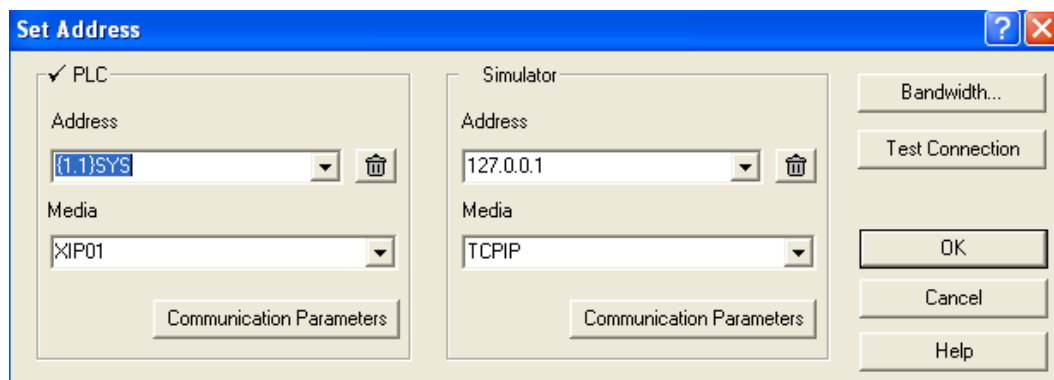 Set Address
✓ PLC
Address
{1.1}SYS
Media
XIP01
Communication Parameters
Simulator
Address
127.0.0.1
Media
TCPIP
Communication Parameters
Bandwidth...
Test Connection
OK
Cancel
Help